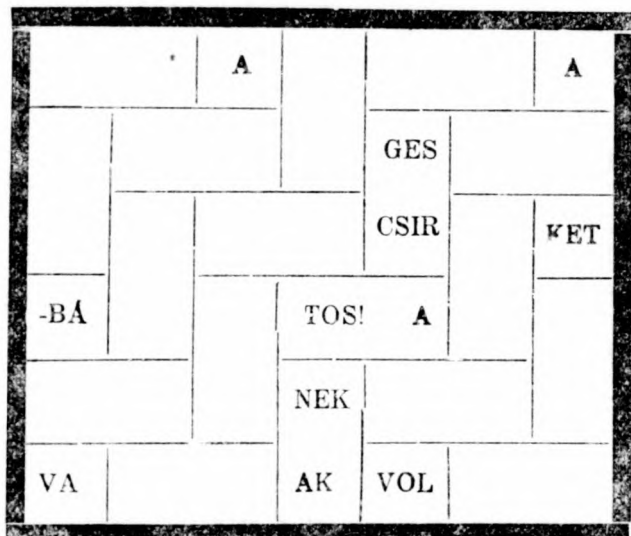 A A
GES
CSIR KET
-BÁ TOS! A
NEK
VA AK VOL